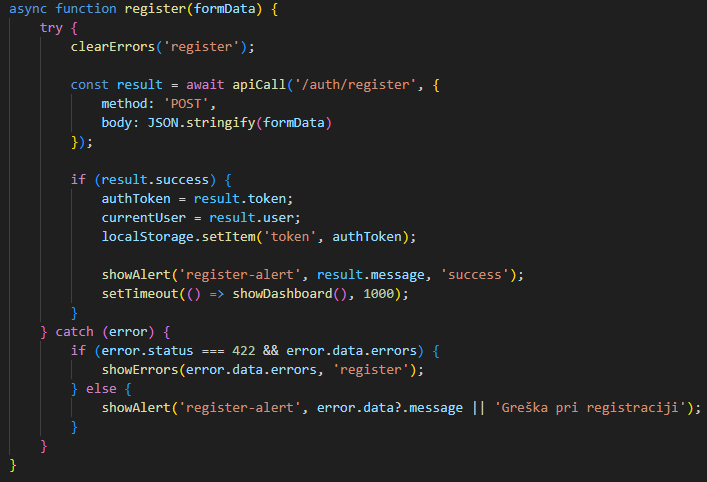 async function register(formData) {
    try {
        clearErrors('register');

        const result = await apiCall('/auth/register', {
            method: 'POST',
            body: JSON.stringify(formData)
        });

        if (result.success) {
            authToken = result.token;
            currentUser = result.user;
            localStorage.setItem('token', authToken);

            showAlert('register-alert', result.message, 'success');
            setTimeout(() => showDashboard(), 1000);
        }
    } catch (error) {
        if (error.status === 422 && error.data.errors) {
            showErrors(error.data.errors, 'register');
        } else {
            showAlert('register-alert', error.data?.message || 'Greška pri registraciji');
        }
    }
}